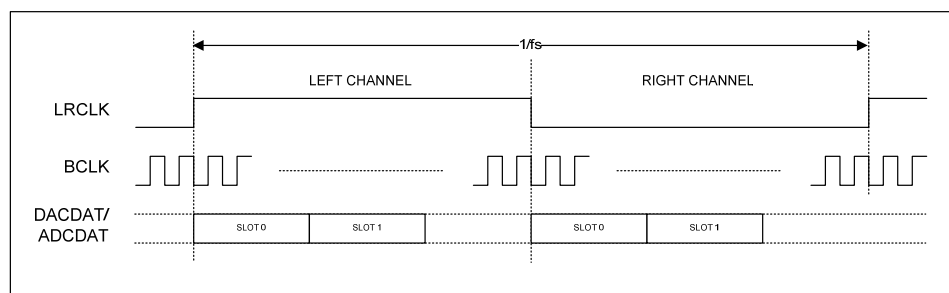 1/fs
LEFT CHANNEL RIGHT CHANNEL
LRCLK
BCLK
DACDAT/
ADCDAT
SLOT 0 SLOT 1 SLOT 0 SLOT 1